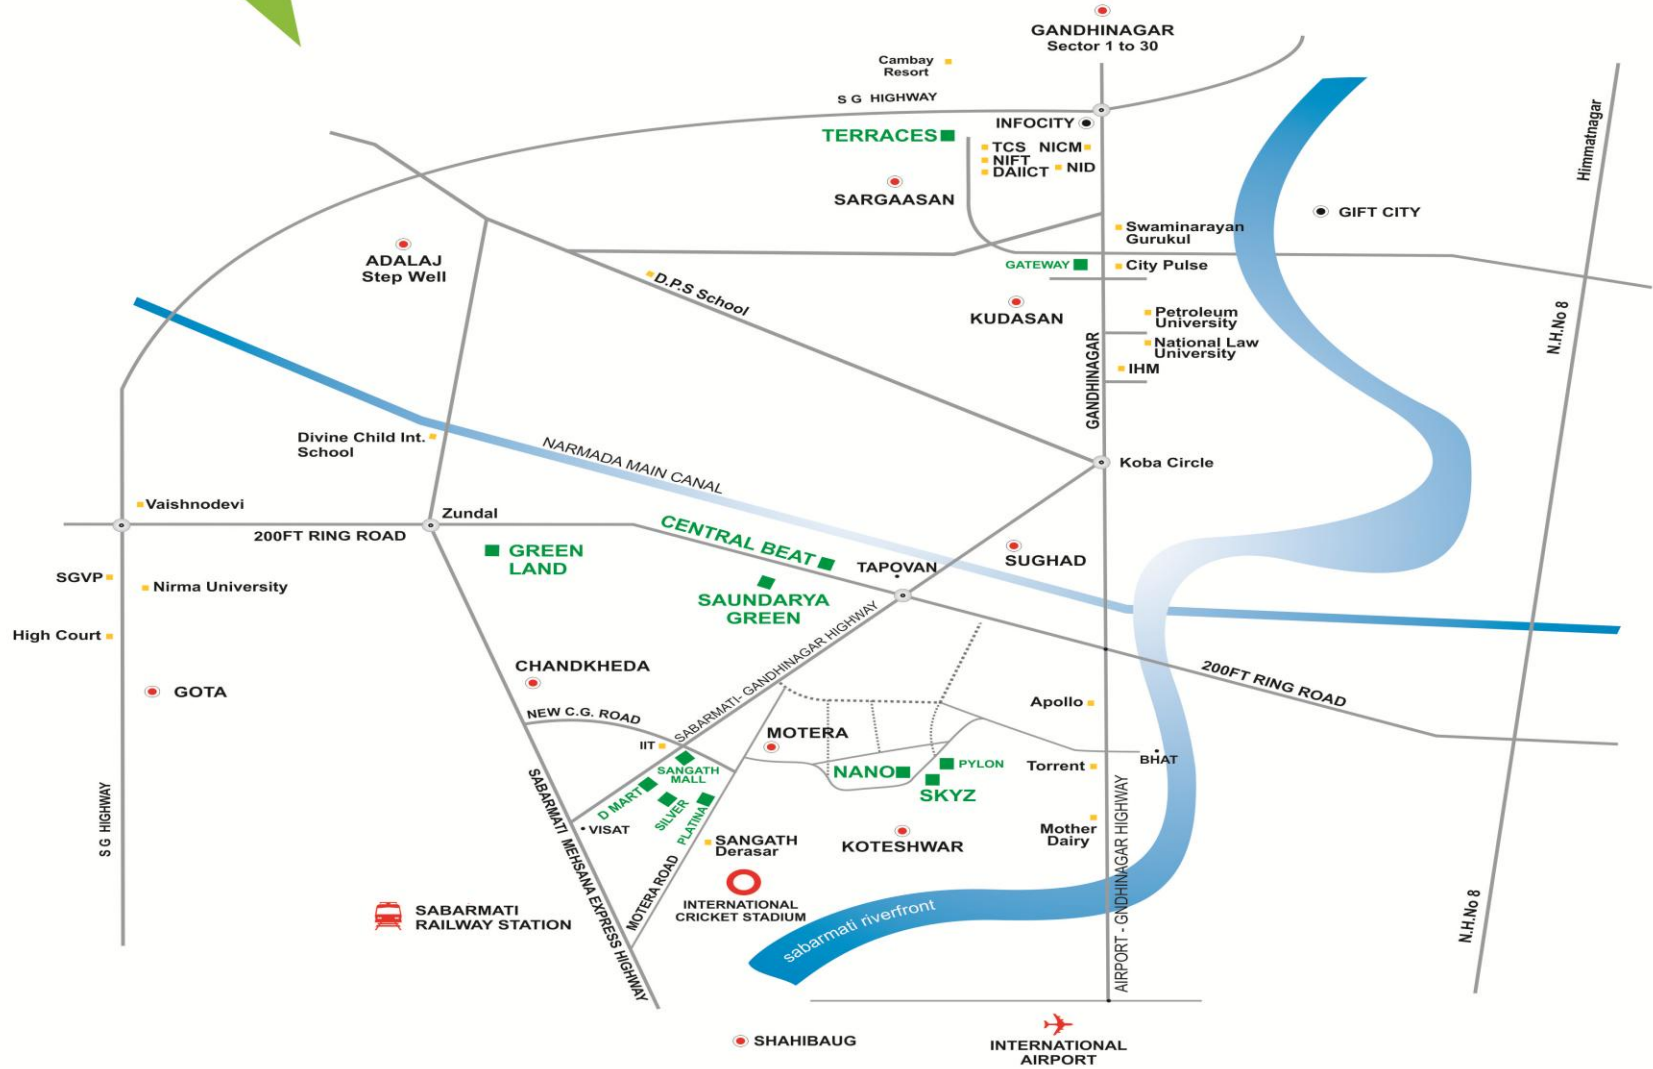 GANDHINAGAR
Sector 1 to 30
Cambay
Resort
S G HIGHWAY
INFOCITY
TERRACES
TCS
NICM
NIFT
DAIICT
NID
SARGAASAN
Himmatnagar
GIFT CITY
Swaminarayan
Gurukul
ADALAJ
Step Well
GATEWAY
City Pulse
D.P.S School
KUDASAN
Petroleum
University
National Law
University
IHM
GANDHINAGAR
N.H.No 8
Divine Child Int.
School
NARMADA MAIN CANAL
Koba Circle
Vaishnodevi
Zundal
200FT RING ROAD
CENTRAL BEAT
GREEN
LAND
SUGHAD
TAPOVAN
SGVP
Nirma University
SAUNDARYA
GREEN
High Court
SABARMATI- GANDHINAGAR HIGHWAY
CHANDKHEDA
200FT RING ROAD
GOTA
Apollo
NEW C.G. ROAD
MOTERA
IIT
BHAT
SANGATH
MALL
NANO
PYLON
Torrent
SKYZ
D MART
SILVER
PLATINA
VISAT
S G HIGHWAY
SABARMATI MEHSANA EXPRESS HIGHWAY
SANGATH
Derasar
KOTESHWAR
Mother
Dairy
AIRPORT - GNDHINAGAR HIGHWAY
MOTERA ROAD
INTERNATIONAL
CRICKET STADIUM
SABARMATI
RAILWAY STATION
sabarmati riverfront
N.H.No 8
SHAHIBAUG
INTERNATIONAL
AIRPORT